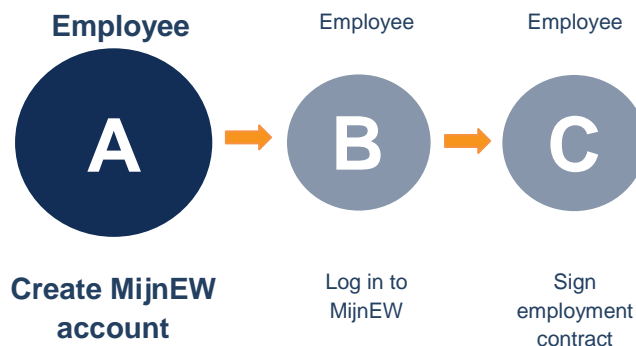 Employee
Employee
Employee
A
B
C
Create MijnEW
account
Log in to
MijnEW
Sign
employment
contract